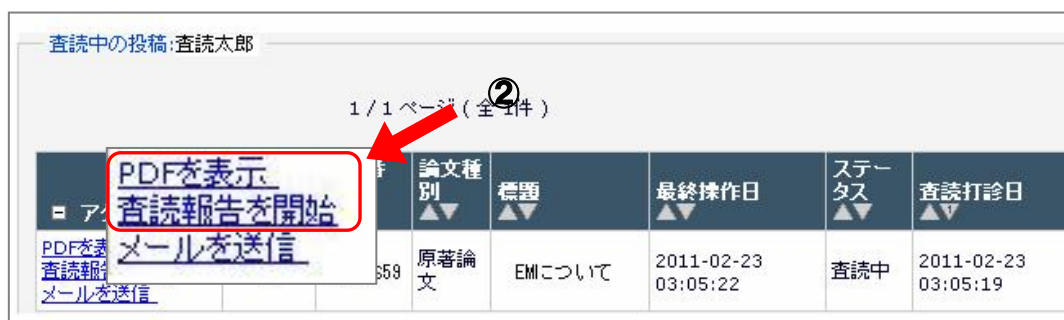 査読中の投稿:査読太郎
②
1 / 1 ページ ( 全 1件 )
PDFを表示
査読報告を開始
メールを送信
論文種別
標題
最終操作日
ステータス
査読打診日
PDFを表
査読報
メールを送信
s59
原著論文
EMについて
2011-02-23
03:05:22
査読中
2011-02-23
03:05:19